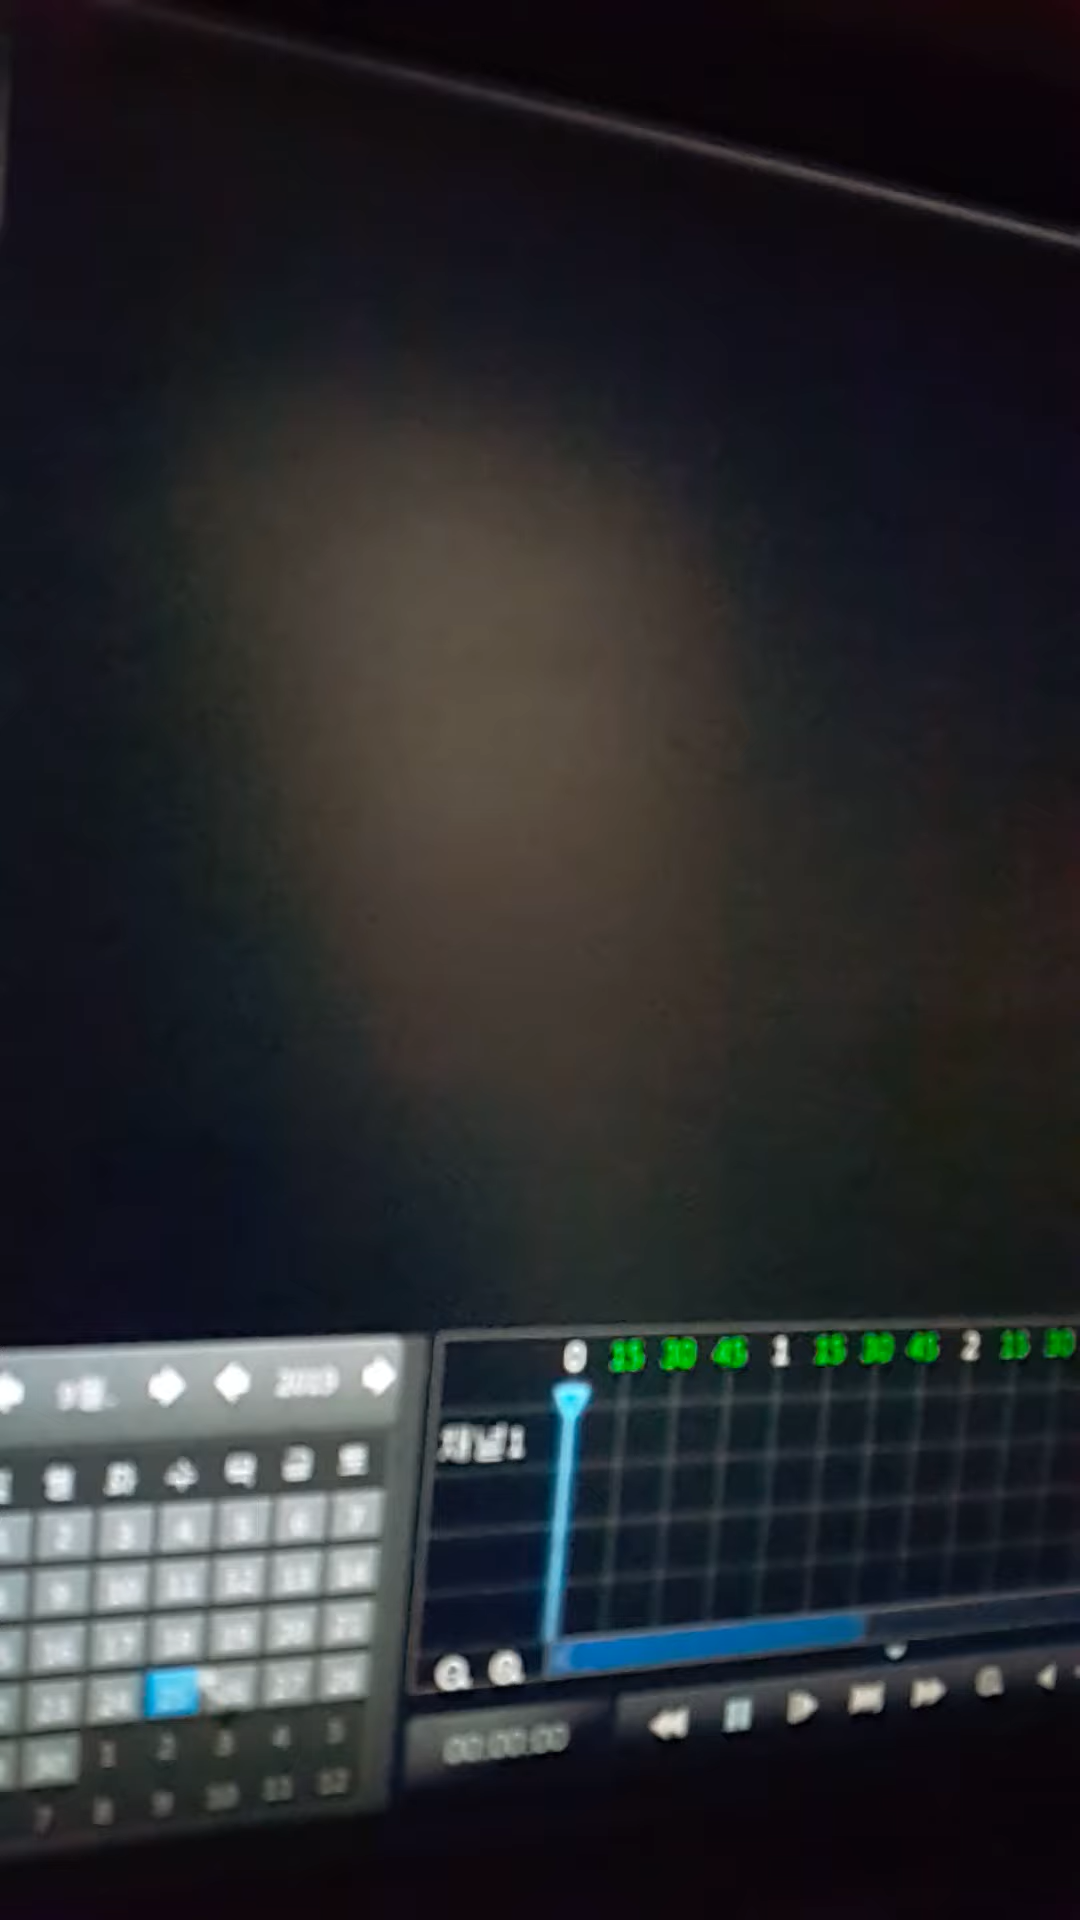 9월. 2019
월 화 수 목 금 토
2 3 4 5 6 7
9 10 11 12 13 14
16 17 18 19 20 21
23 24 25 26 27 28
30 1 2 3 4 5
7 8 9 10 11 12
0 15 30 45 1 15 30 45 2 15 30
채널1
00:00:00